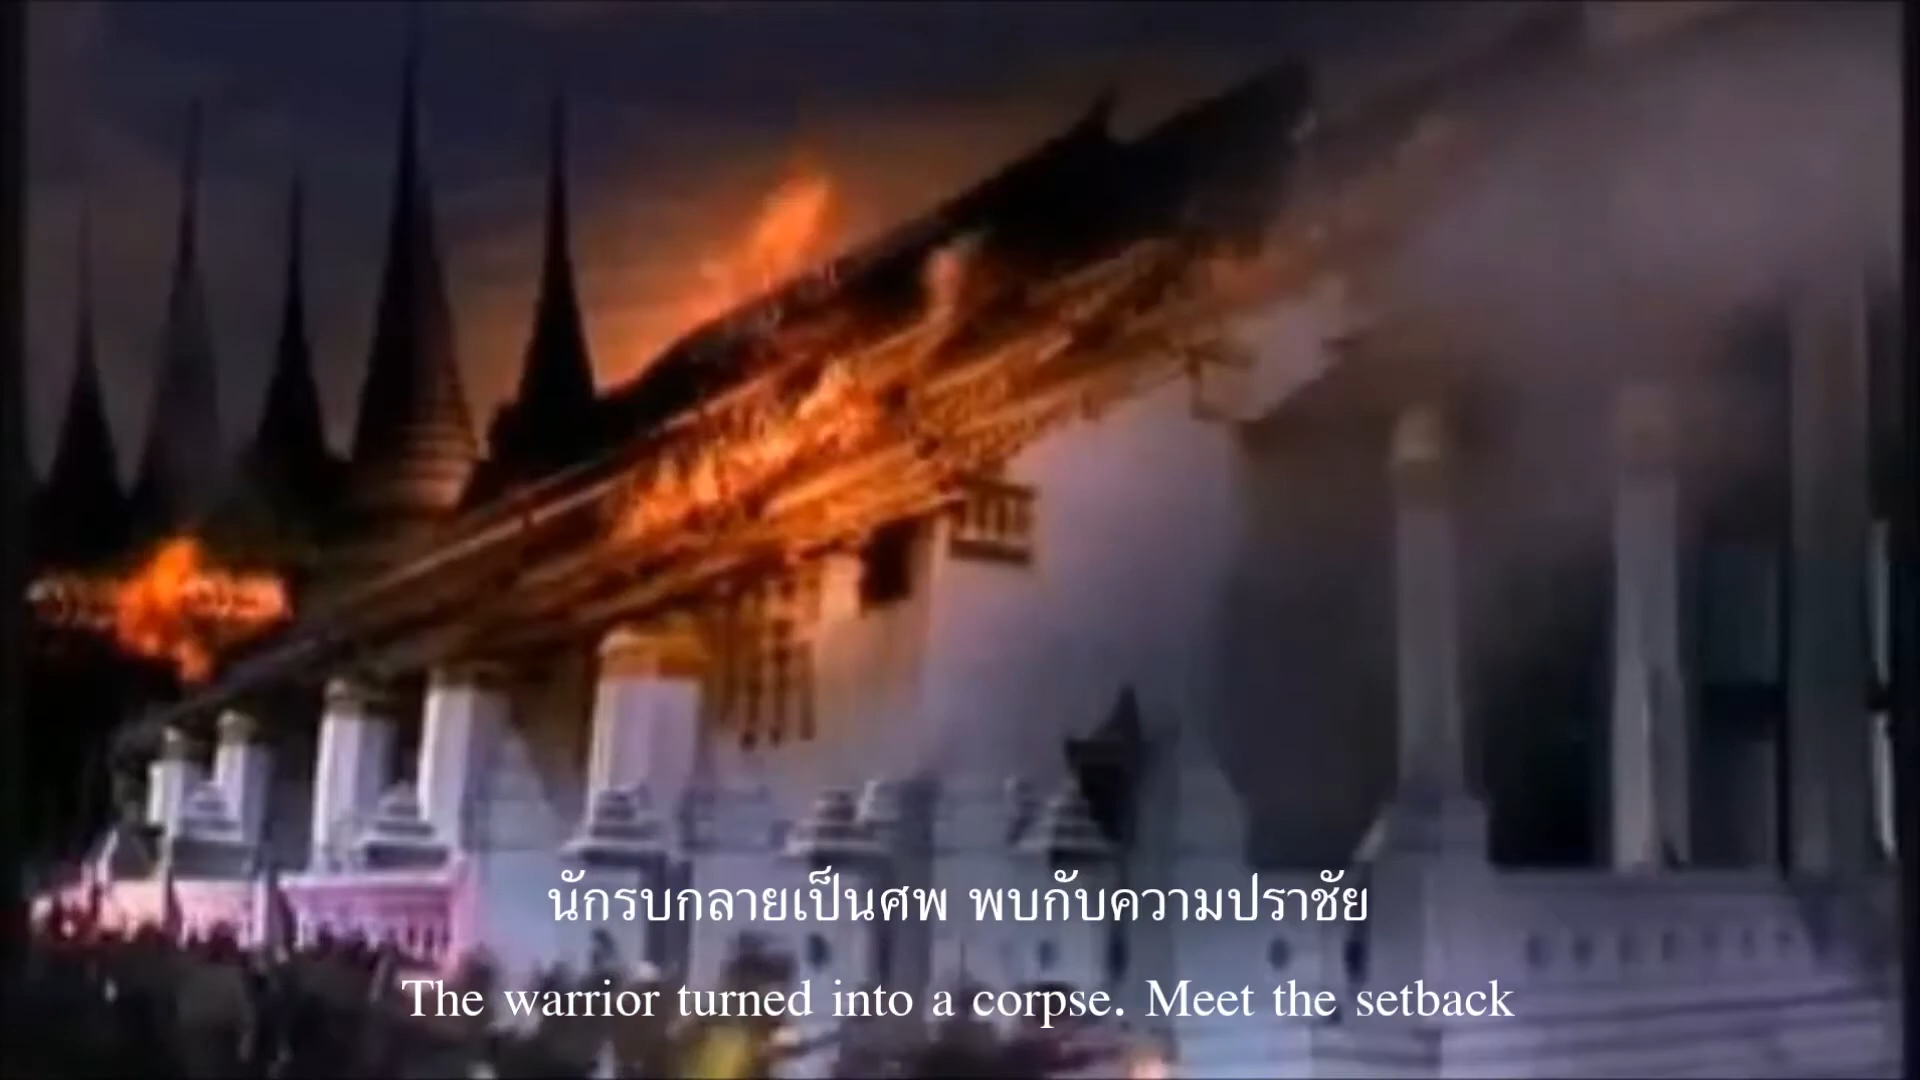 นักรบกลายเป็นศพ พบกับความปราชัย
The warrior turned into a corpse. Meet the setback